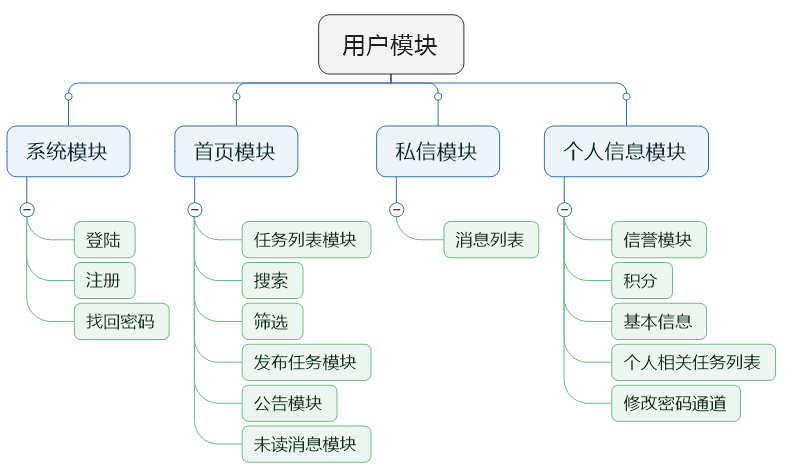 用户模块
系统模块
首页模块
私信模块
个人信息模块
登陆
注册
找回密码
任务列表模块
搜索
筛选
发布任务模块
公告模块
未读消息模块
消息列表
信誉模块
积分
基本信息
个人相关任务列表
修改密码通道